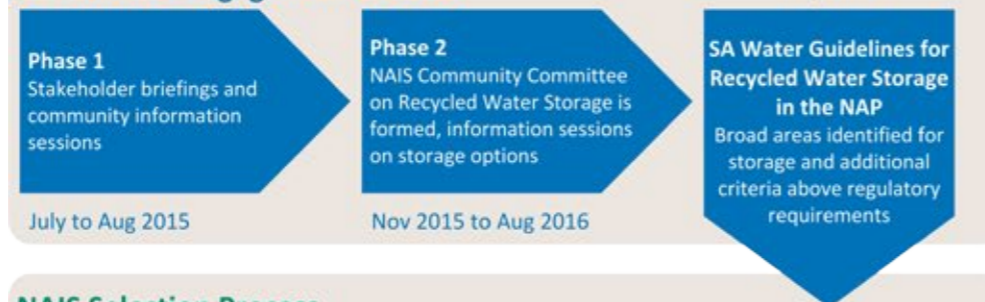 Phase 1
Stakeholder briefings and
community information
sessions
July to Aug 2015
Phase 2
NAIS Community Committee
on Recycled Water Storage is
formed, information sessions
on storage options
Nov 2015 to Aug 2016
SA Water Guidelines for
Recycled Water Storage
in the NAP
Broad areas identified for
storage and additional
criteria above regulatory
requirements
NAIS Selection Process